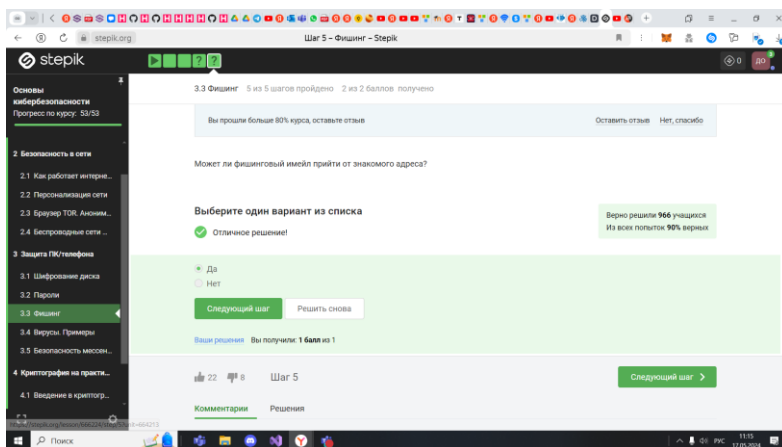 stepik.org
Шаг 5 – Фишинг – Stepik
stepik
0
ДО
Основы
кибербезопасности
Прогресс по курсу: 53/53
3.3 Фишинг 5 из 5 шагов пройдено 2 из 2 баллов получено
Вы прошли больше 80% курса, оставьте отзыв
Оставить отзыв Нет, спасибо
2 Безопасность в сети
2.1 Как работает интерне...
2.2 Персонализация сети
2.3 Браузер TOR. Аноним...
2.4 Беспроводные сети ...
3 Защита ПК/телефона
3.1 Шифрование диска
3.2 Пароли
3.3 Фишинг
3.4 Вирусы. Примеры
3.5 Безопасность мессен...
4 Криптография на практи...
4.1 Введение в криптогр...
Может ли фишинговый имейл прийти от знакомого адреса?
Выберите один вариант из списка
Отличное решение!
Верно решили 966 учащихся
Из всех попыток 90% верных
Да
Нет
Следующий шаг
Решить снова
Ваши решения Вы получили: 1 балл из 1
22 8 Шаг 5
Следующий шаг
Комментарии Решения
Поиск
РУС
11:15
17.05.2024